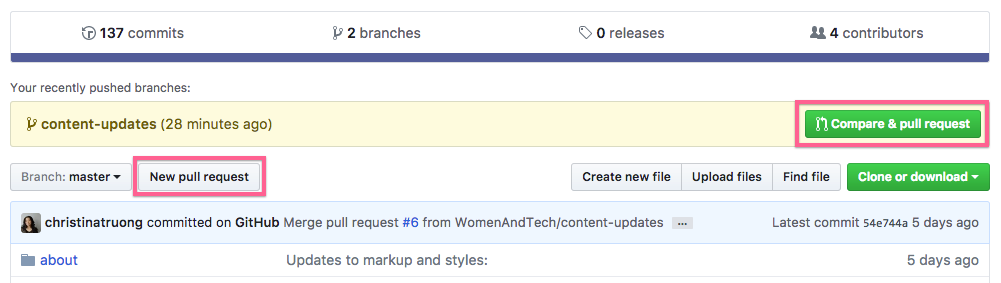 137 commits 2 branches 0 releases 4 contributors
Your recently pushed branches:
content-updates (28 minutes ago) Compare & pull request
Branch: master New pull request Create new file Upload files Find file Clone or download
christinatruong committed on GitHub Merge pull request #6 from WomenAndTech/content-updates ... Latest commit 54e744a 5 days ago
about Updates to markup and styles: 5 days ago